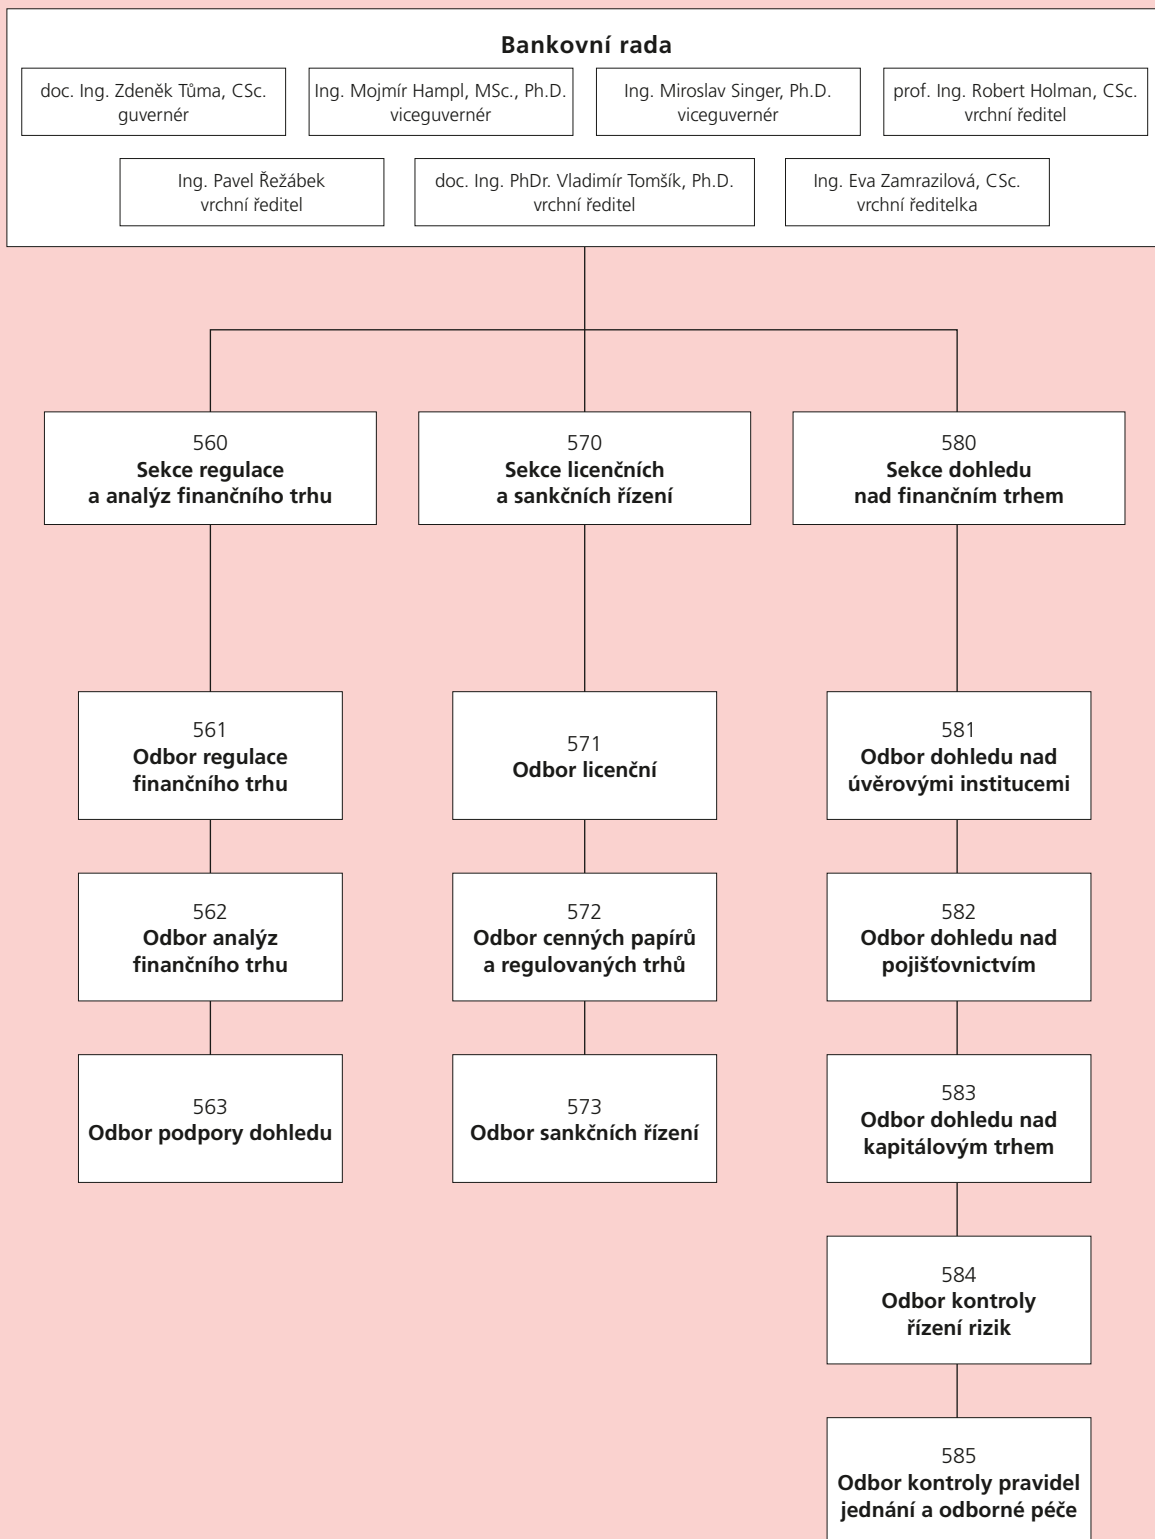 Bankovní rada
doc. Ing. Zdeněk Tůma, CSc.
guvernér
Ing. Mojmír Hampl, MSc., Ph.D.
viceguvernér
Ing. Miroslav Singer, Ph.D.
viceguvernér
prof. Ing. Robert Holman, CSc.
vrchní ředitel
Ing. Pavel Řežábek
vrchní ředitel
doc. Ing. PhDr. Vladimír Tomšík, Ph.D.
vrchní ředitel
Ing. Eva Zamrazilová, CSc.
vrchní ředitelka
560
Sekce regulace
a analýz finančního trhu
570
Sekce licenčních
a sankčních řízení
580
Sekce dohledu
nad finančním trhem
561
Odbor regulace
finančního trhu
571
Odbor licenční
581
Odbor dohledu nad
úvěrovými institucemi
562
Odbor analýz
finančního trhu
572
Odbor cenných papírů
a regulovaných trhů
582
Odbor dohledu nad
pojišťovnictvím
563
Odbor podpory dohledu
573
Odbor sankčních řízení
583
Odbor dohledu nad
kapitálovým trhem
584
Odbor kontroly
řízení rizik
585
Odbor kontroly pravidel
jednání a odborné péče